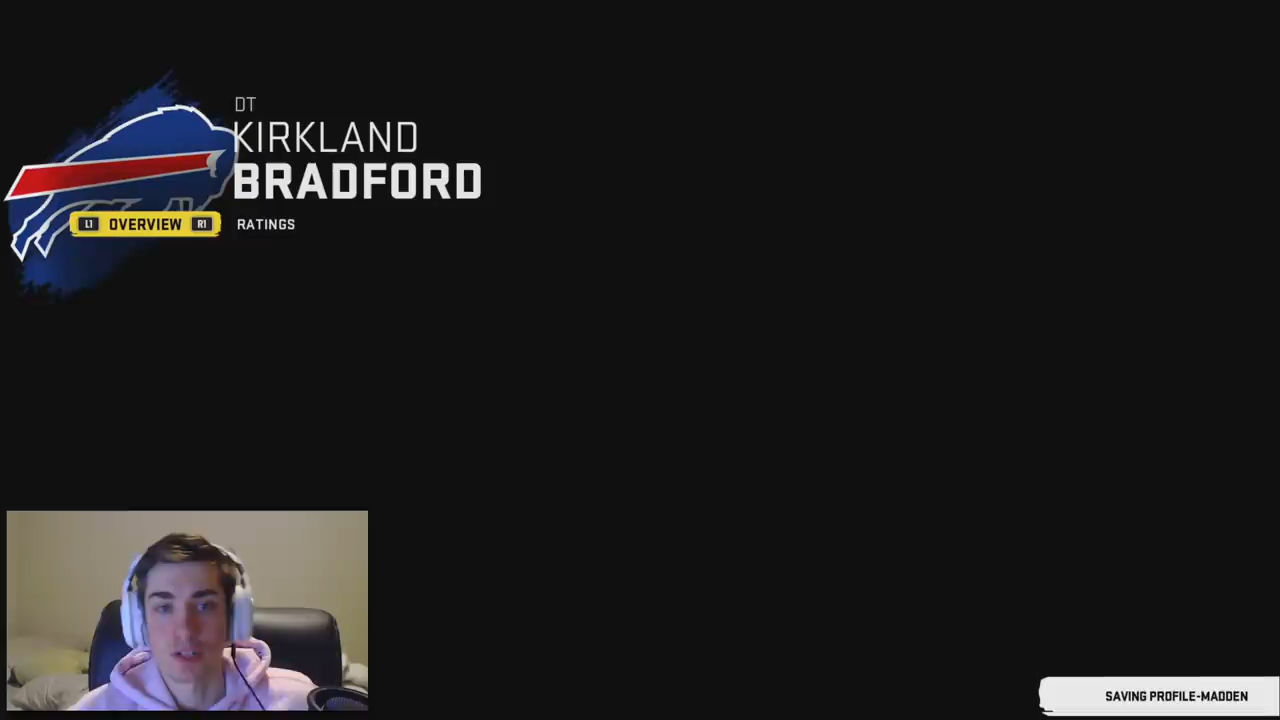 DT
KIRKLAND
BRADFORD
L1 OVERVIEW R1 RATINGS
SAVING PROFILE-MADDEN